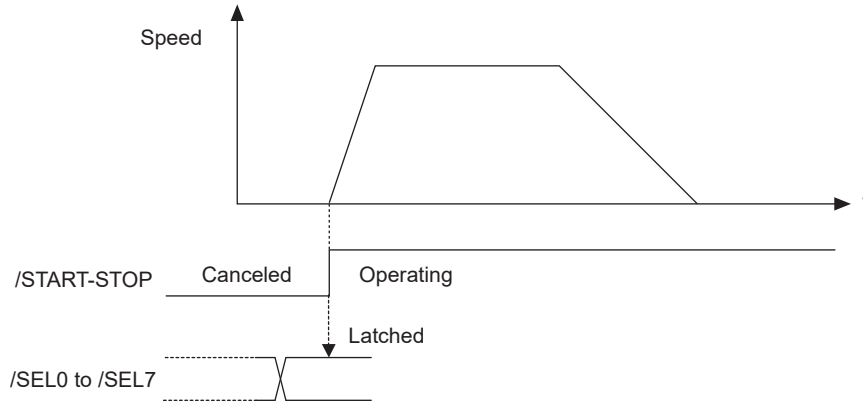 Speed
/START-STOP
Canceled
Operating
Latched
/SEL0 to /SEL7